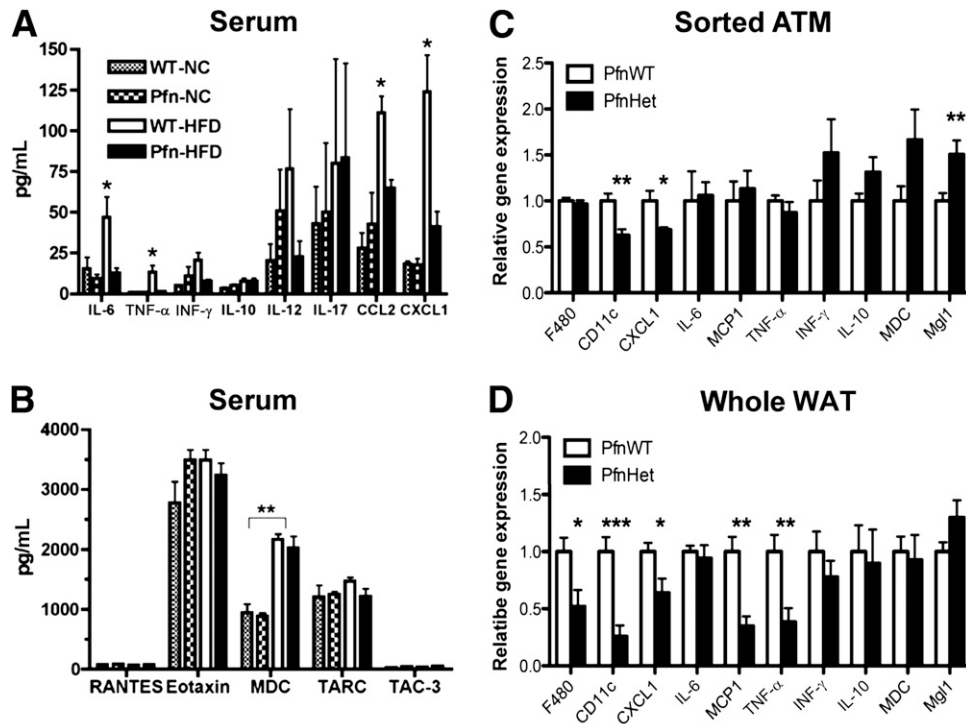 A
Serum
150
125
100
75
50
25
0
pg/mL
WT-NC
Pfn-NC
WT-HFD
Pfn-HFD
*
*
*
*
IL-6 TNF-α INF-γ IL-10 IL-12 IL-17 CCL2 CXCL1
B
Serum
4000
3000
2000
1000
0
pg/mL
**
RANTES Eotaxin MDC TARC TAC-3
C
Sorted ATM
2.5
2.0
1.5
1.0
0.5
0.0
Relative gene expression
PfnWT
PfnHet
**
*
**
F480 CD11c CXCL1 IL-6 MCP1 TNF-α INF-γ IL-10 MDC Mgl1
D
Whole WAT
2.0
1.5
1.0
0.5
0.0
Relatibe gene expression
PfnWT
PfnHet
*
***
*
**
**
F480 CD11c CXCL1 IL-6 MCP1 TNF-α INF-γ IL-10 MDC Mgl1